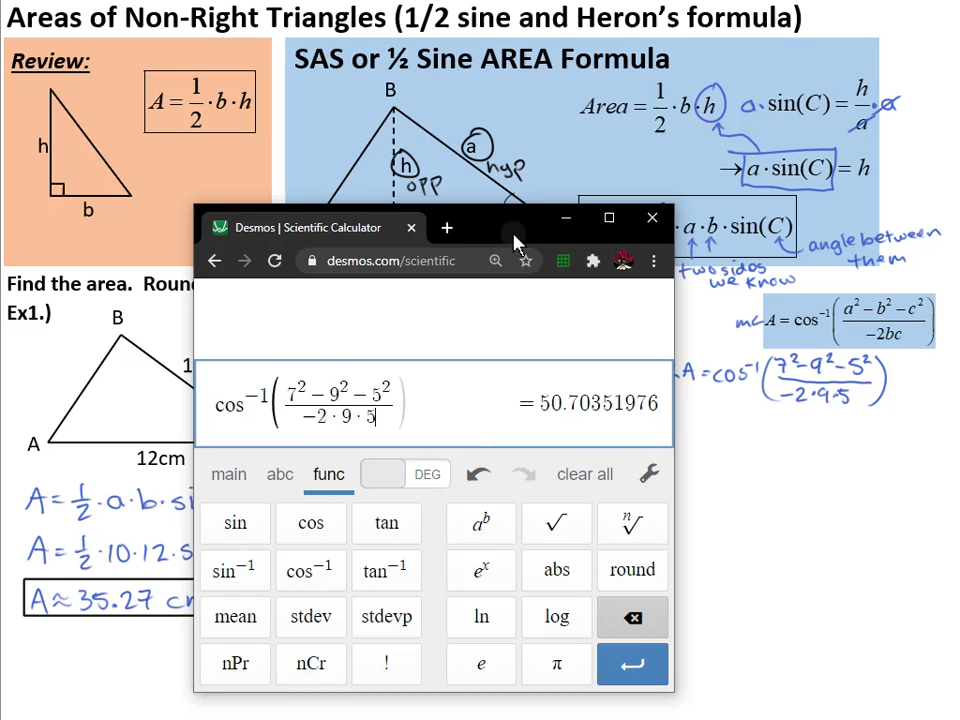 Areas of Non-Right Triangles (1/2 sine and Heron's formula)
Review:
A = 1/2 · b · h
h
b
SAS or ½ Sine AREA Formula
B
a
hyp
h
opp
Area = 1/2 · b · h
a · sin(C) = h/a · a
→ a · sin(C) = h
· a · b · sin(C)
two sides
we know
angle between
them
Find the area. Roun
Ex1.)
B
1
A
12cm
A = 1/2 · a · b · si
A = 1/2 · 10 · 12 · s
A ≈ 35.27 cm
m∠A = cos⁻¹((a² − b² − c²)/(−2bc))
A = cos⁻¹((7² − 9² − 5²)/(−2·9·5))
Desmos | Scientific Calculator
desmos.com/scientific
cos⁻¹((7² − 9² − 5²)/(−2 · 9 · 5)) = 50.70351976
main abc func DEG clear all
sin cos tan aᵇ √ ⁿ√
sin⁻¹ cos⁻¹ tan⁻¹ eˣ abs round
mean stdev stdevp ln log
nPr nCr ! e π